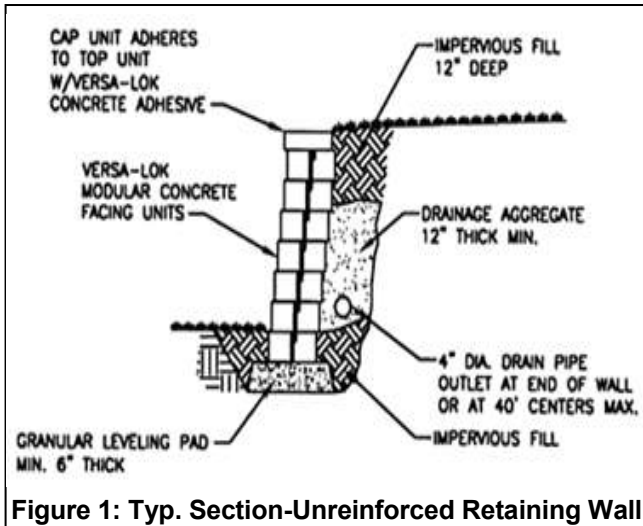 CAP UNIT ADHERES
TO TOP UNIT
W/VERSA-LOK
CONCRETE ADHESIVE
IMPERVIOUS FILL
12" DEEP
VERSA-LOK
MODULAR CONCRETE
FACING UNITS
DRAINAGE AGGREGATE
12" THICK MIN.
4" DIA. DRAIN PIPE
OUTLET AT END OF WALL
OR AT 40' CENTERS MAX.
GRANULAR LEVELING PAD
MIN. 6" THICK
IMPERVIOUS FILL
Figure 1: Typ. Section-Unreinforced Retaining Wall